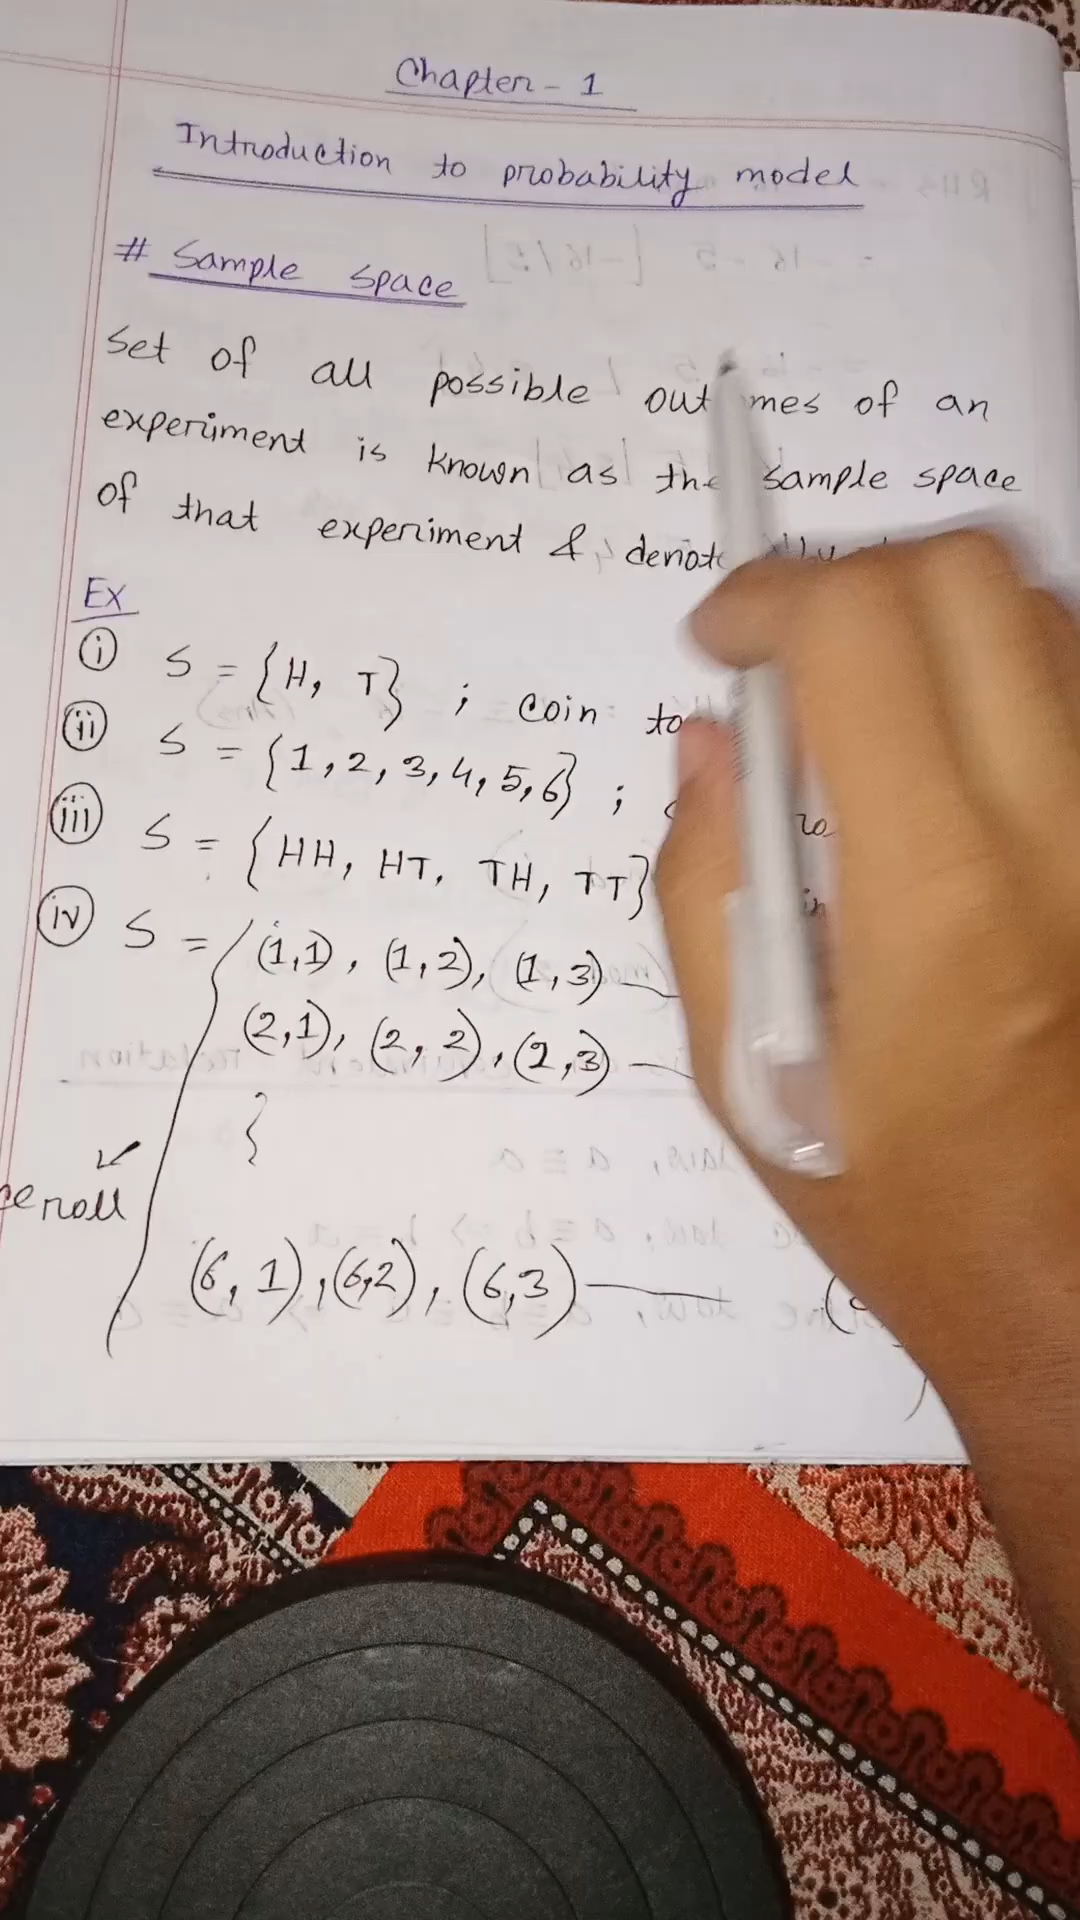 Chapter - 1
Introduction to probability model
# Sample space
Set of all possible out mes of an
experiment is known as the sample space
of that experiment & denot
Ex
(i) S = {H, T} ; coin to
(ii) S = {1, 2, 3, 4, 5, 6} ;
(iii) S = {HH, HT, TH, TT}
(iv) S = (1,1), (1,2), (1,3) —
(2,1), (2,2), (2,3) —
}
roll
(6,1), (6,2), (6,3) —